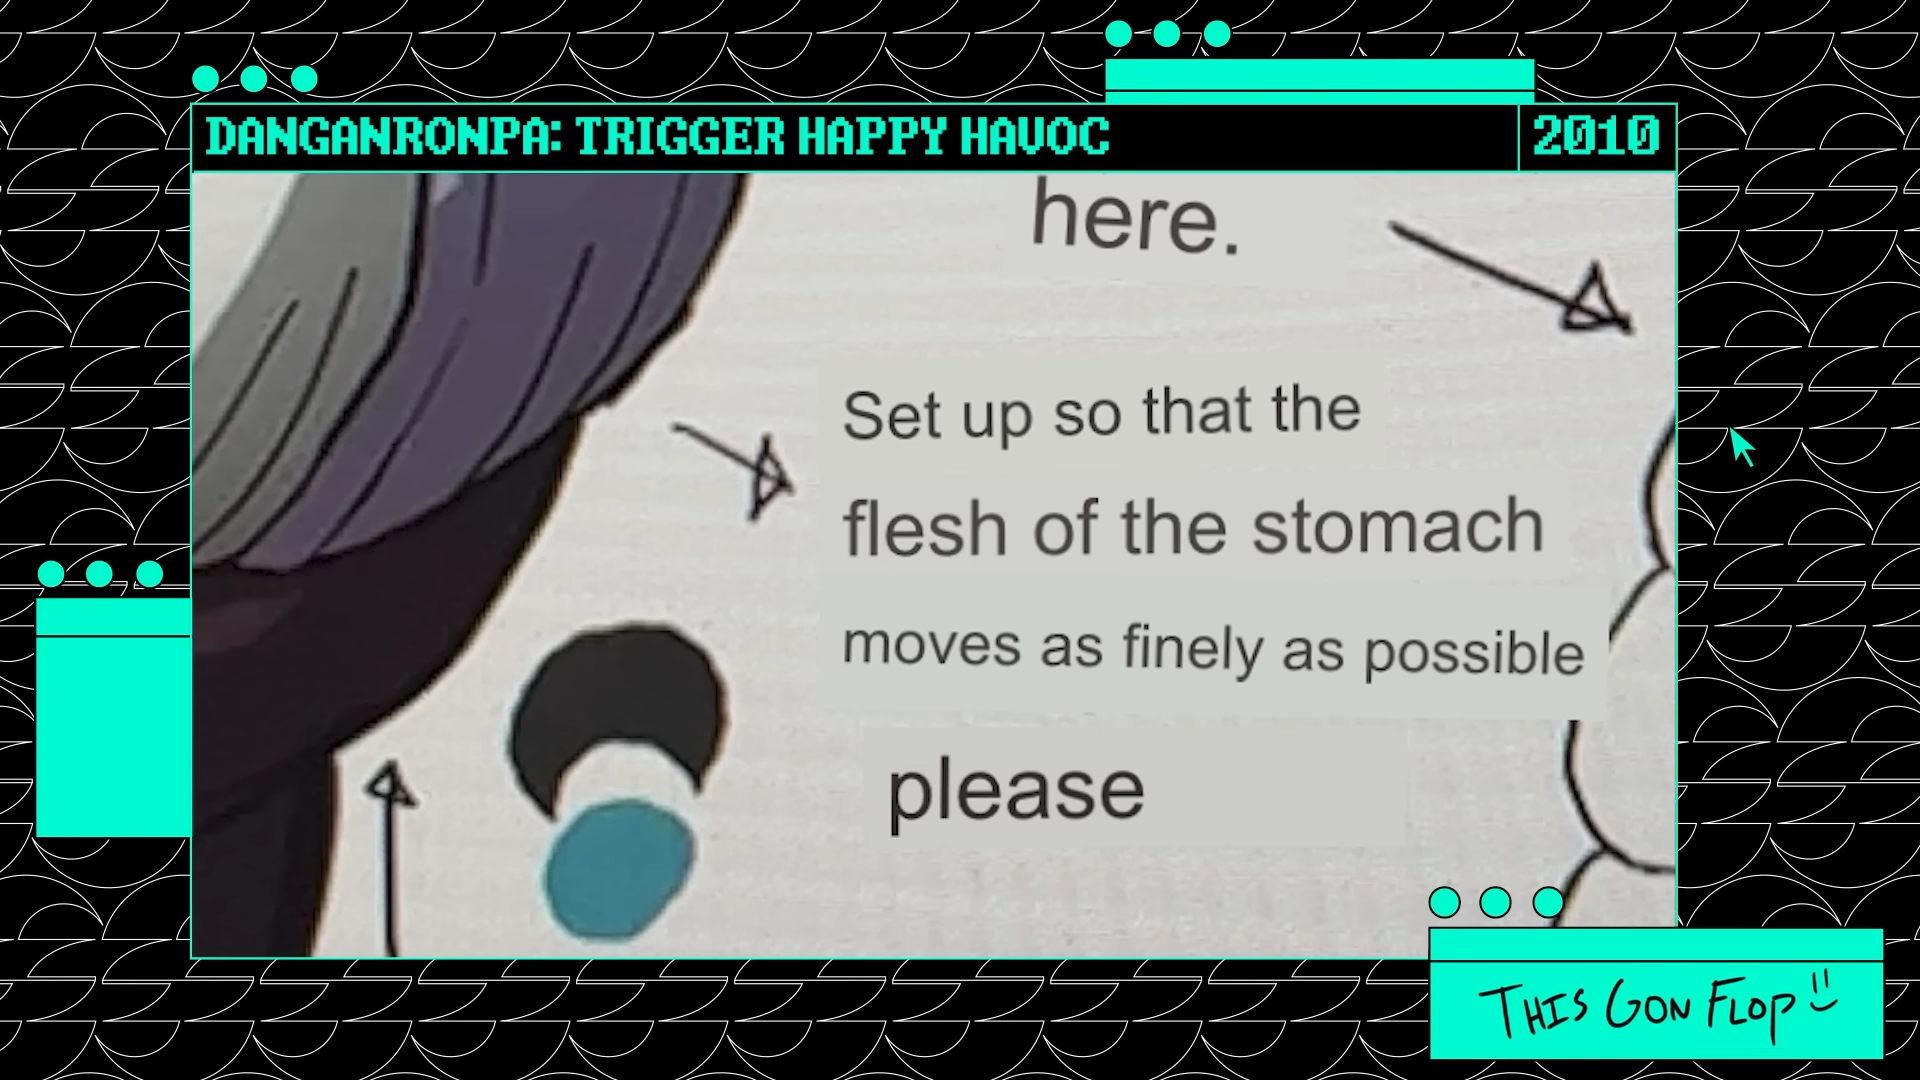 DANGANRONPA: TRIGGER HAPPY HAVOC
2010
here.
Set up so that the
flesh of the stomach
moves as finely as possible
please
THIS GON FLOP